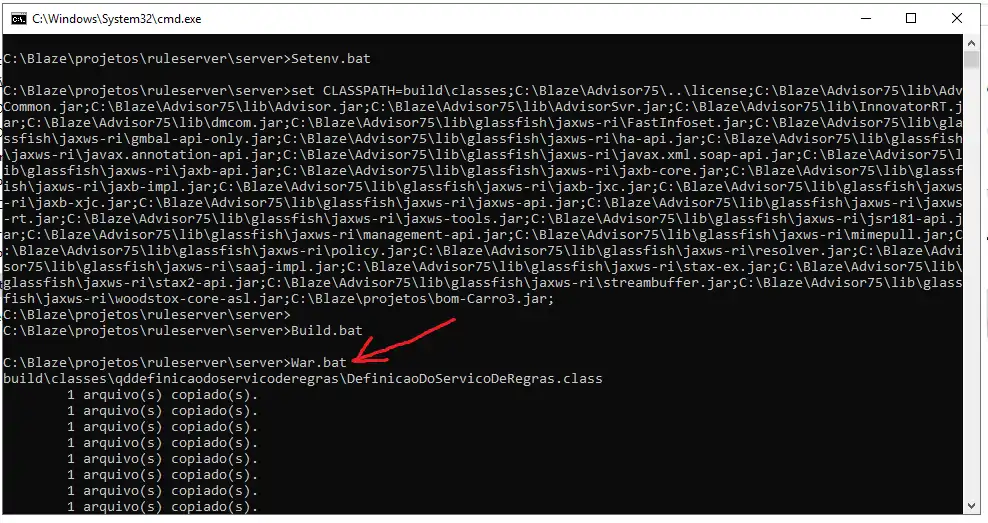 C:\Windows\System32\cmd.exe
C:\Blaze\projetos\ruleserver\server>Setenv.bat
C:\Blaze\projetos\ruleserver\server>set CLASSPATH=build\classes;C:\Blaze\Advisor75\..\license;C:\Blaze\Advisor75\lib\Adv
Common.jar;C:\Blaze\Advisor75\lib\Advisor.jar;C:\Blaze\Advisor75\lib\AdvisorSvr.jar;C:\Blaze\Advisor75\lib\InnovatorRT.j
ar;C:\Blaze\Advisor75\lib\dmcom.jar;C:\Blaze\Advisor75\lib\glassfish\jaxws-ri\FastInfoset.jar;C:\Blaze\Advisor75\lib\gla
ssfish\jaxws-ri\gmbal-api-only.jar;C:\Blaze\Advisor75\lib\glassfish\jaxws-ri\ha-api.jar;C:\Blaze\Advisor75\lib\glassfish
\jaxws-ri\javax.annotation-api.jar;C:\Blaze\Advisor75\lib\glassfish\jaxws-ri\javax.xml.soap-api.jar;C:\Blaze\Advisor75\l
ib\glassfish\jaxws-ri\jaxb-api.jar;C:\Blaze\Advisor75\lib\glassfish\jaxws-ri\jaxb-core.jar;C:\Blaze\Advisor75\lib\glassf
ish\jaxws-ri\jaxb-impl.jar;C:\Blaze\Advisor75\lib\glassfish\jaxws-ri\jaxb-jxc.jar;C:\Blaze\Advisor75\lib\glassfish\jaxws
-ri\jaxb-xjc.jar;C:\Blaze\Advisor75\lib\glassfish\jaxws-ri\jaxws-api.jar;C:\Blaze\Advisor75\lib\glassfish\jaxws-ri\jaxws
-rt.jar;C:\Blaze\Advisor75\lib\glassfish\jaxws-ri\jaxws-tools.jar;C:\Blaze\Advisor75\lib\glassfish\jaxws-ri\jsr181-api.j
ar;C:\Blaze\Advisor75\lib\glassfish\jaxws-ri\management-api.jar;C:\Blaze\Advisor75\lib\glassfish\jaxws-ri\mimepull.jar;C
:\Blaze\Advisor75\lib\glassfish\jaxws-ri\policy.jar;C:\Blaze\Advisor75\lib\glassfish\jaxws-ri\resolver.jar;C:\Blaze\Advi
sor75\lib\glassfish\jaxws-ri\saaj-impl.jar;C:\Blaze\Advisor75\lib\glassfish\jaxws-ri\stax-ex.jar;C:\Blaze\Advisor75\lib\
glassfish\jaxws-ri\stax2-api.jar;C:\Blaze\Advisor75\lib\glassfish\jaxws-ri\streambuffer.jar;C:\Blaze\Advisor75\lib\glass
fish\jaxws-ri\woodstox-core-asl.jar;C:\Blaze\projetos\bom-Carro3.jar;
C:\Blaze\projetos\ruleserver\server>
C:\Blaze\projetos\ruleserver\server>Build.bat
C:\Blaze\projetos\ruleserver\server>War.bat
build\classes\qddefinicaodoservicoderegras\DefinicaoDoServicoDeRegras.class
1 arquivo(s) copiado(s).
1 arquivo(s) copiado(s).
1 arquivo(s) copiado(s).
1 arquivo(s) copiado(s).
1 arquivo(s) copiado(s).
1 arquivo(s) copiado(s).
1 arquivo(s) copiado(s).
1 arquivo(s) copiado(s).